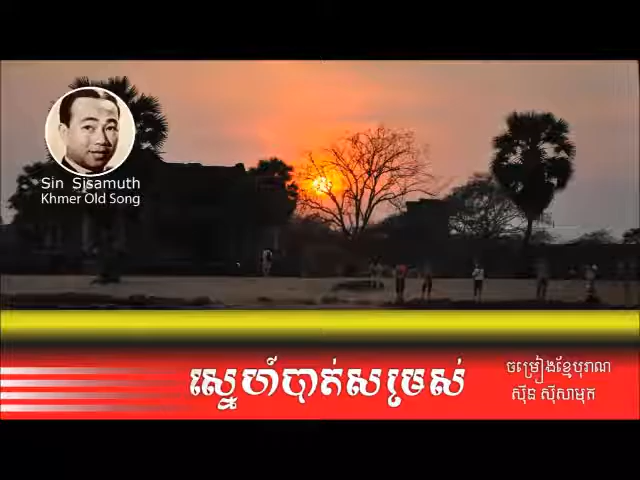 Sin Sisamuth
Khmer Old Song
ស្នេហ៍បាត់សម្រស់
ចម្រៀងខ្មែបុរាណ
ស៊ីន ស៊ីសាមុត